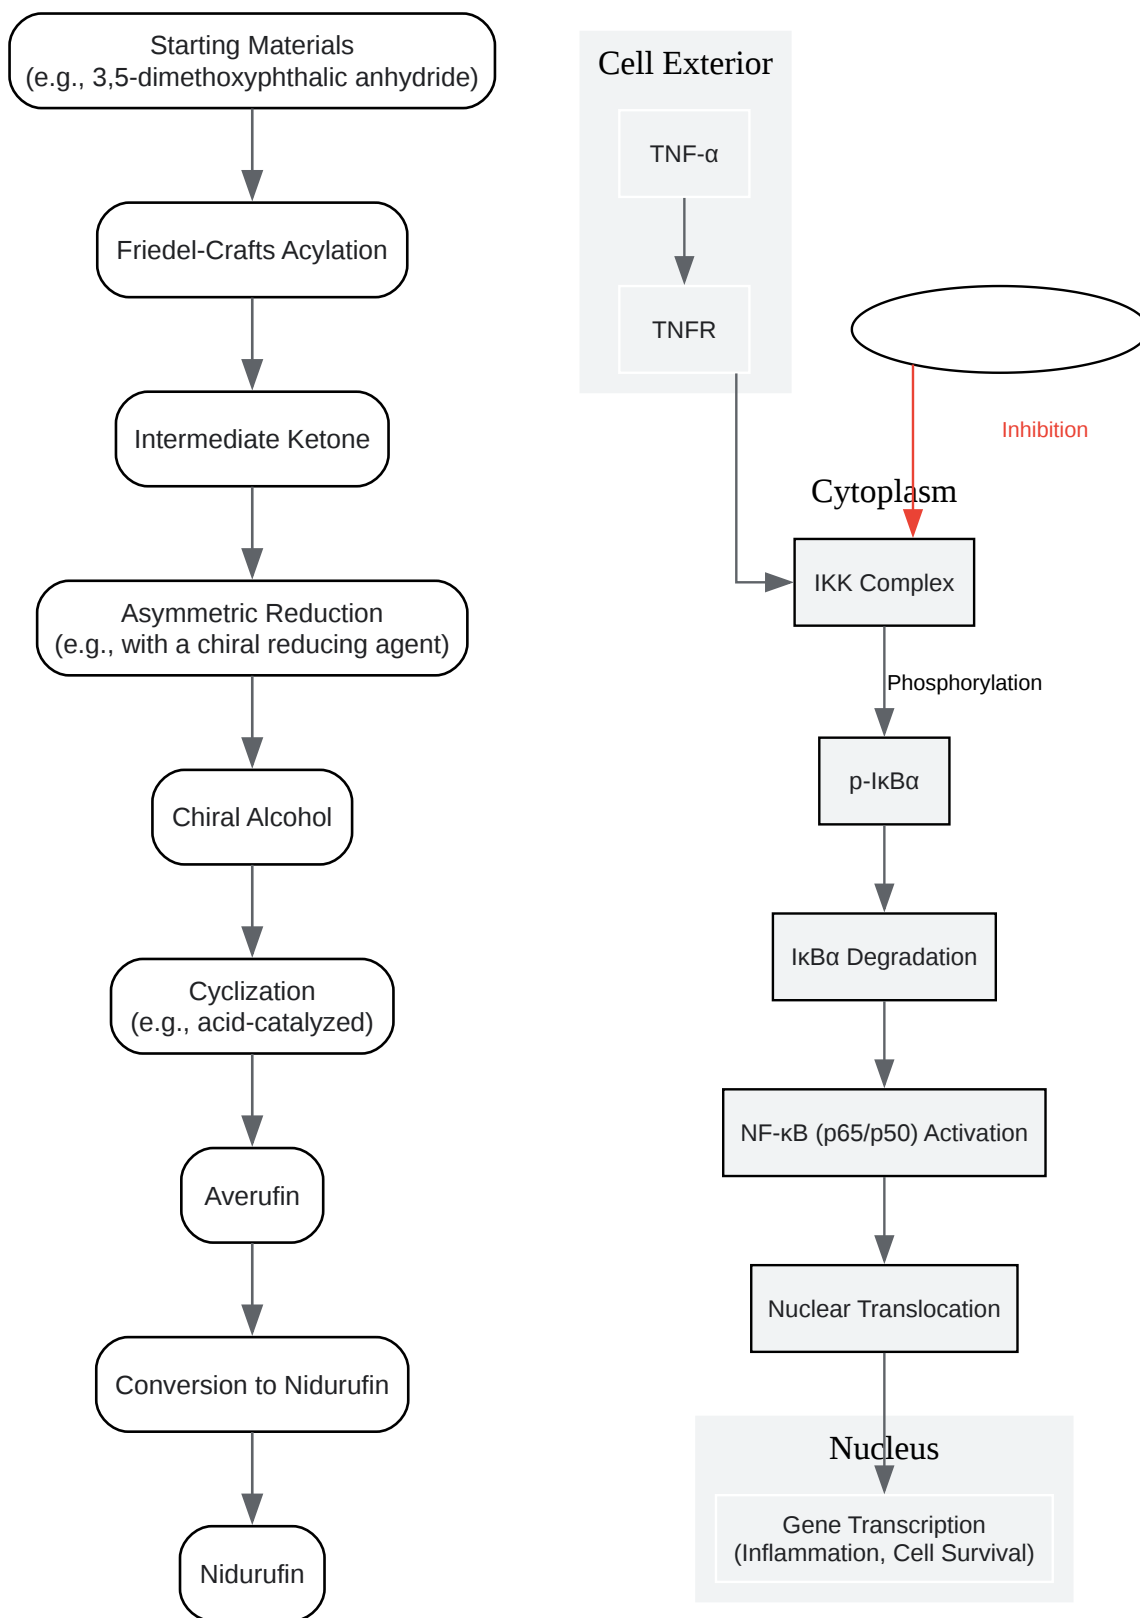 Starting Materials
(e.g., 3,5-dimethoxyphthalic anhydride)
Friedel-Crafts Acylation
Intermediate Ketone
Asymmetric Reduction
(e.g., with a chiral reducing agent)
Chiral Alcohol
Cyclization
(e.g., acid-catalyzed)
Averufin
Conversion to Nidurufin
Nidurufin
Cell Exterior
TNF-α
TNFR
Inhibition
Cytoplasm
IKK Complex
Phosphorylation
p-IκBα
IκBα Degradation
NF-κB (p65/p50) Activation
Nuclear Translocation
Nucleus
Gene Transcription
(Inflammation, Cell Survival)